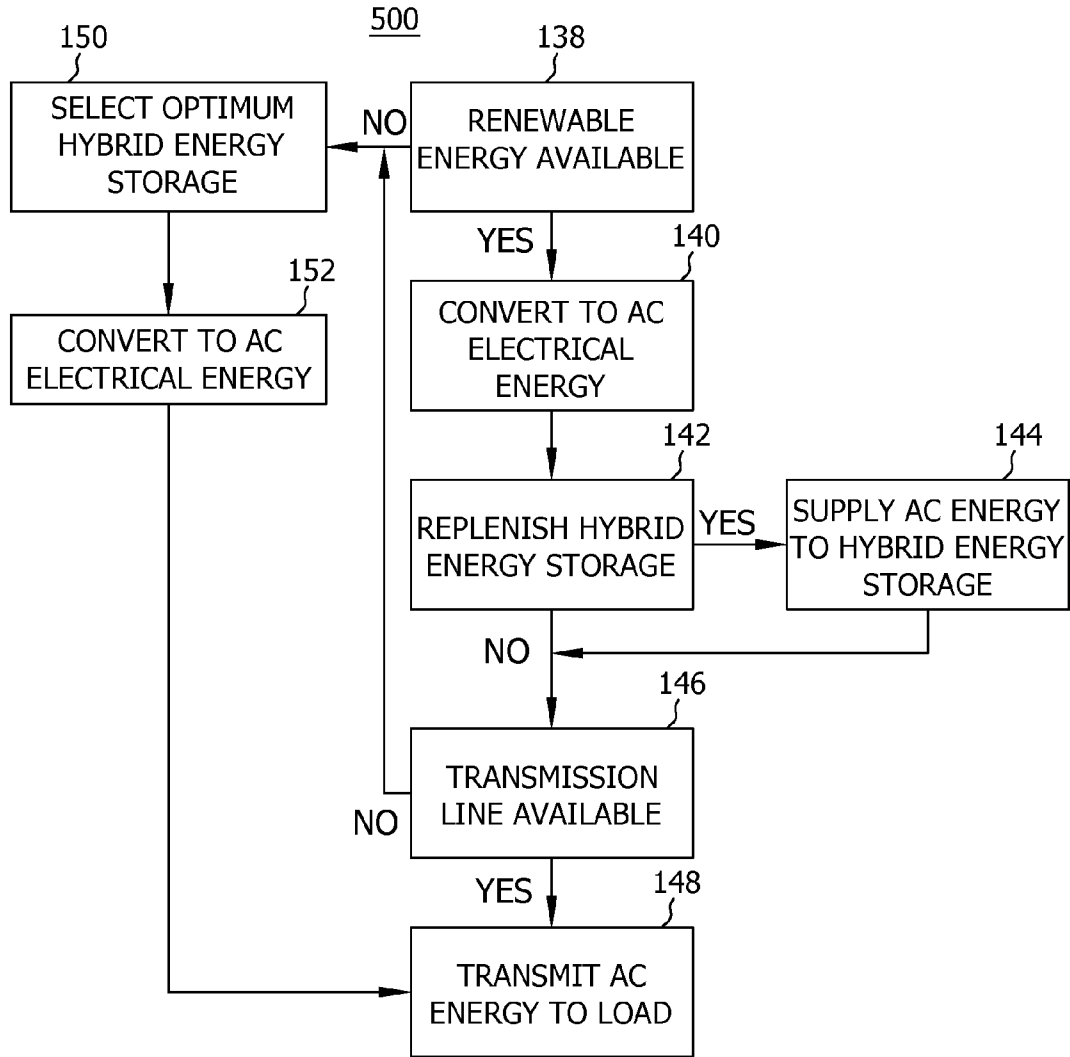 500
150
138
SELECT OPTIMUM
HYBRID ENERGY
STORAGE
NO
RENEWABLE
ENERGY AVAILABLE
YES
140
152
CONVERT TO AC
ELECTRICAL ENERGY
CONVERT TO AC
ELECTRICAL
ENERGY
142
144
REPLENISH HYBRID
ENERGY STORAGE
YES
SUPPLY AC ENERGY
TO HYBRID ENERGY
STORAGE
NO
146
TRANSMISSION
LINE AVAILABLE
NO
YES
148
TRANSMIT AC
ENERGY TO LOAD